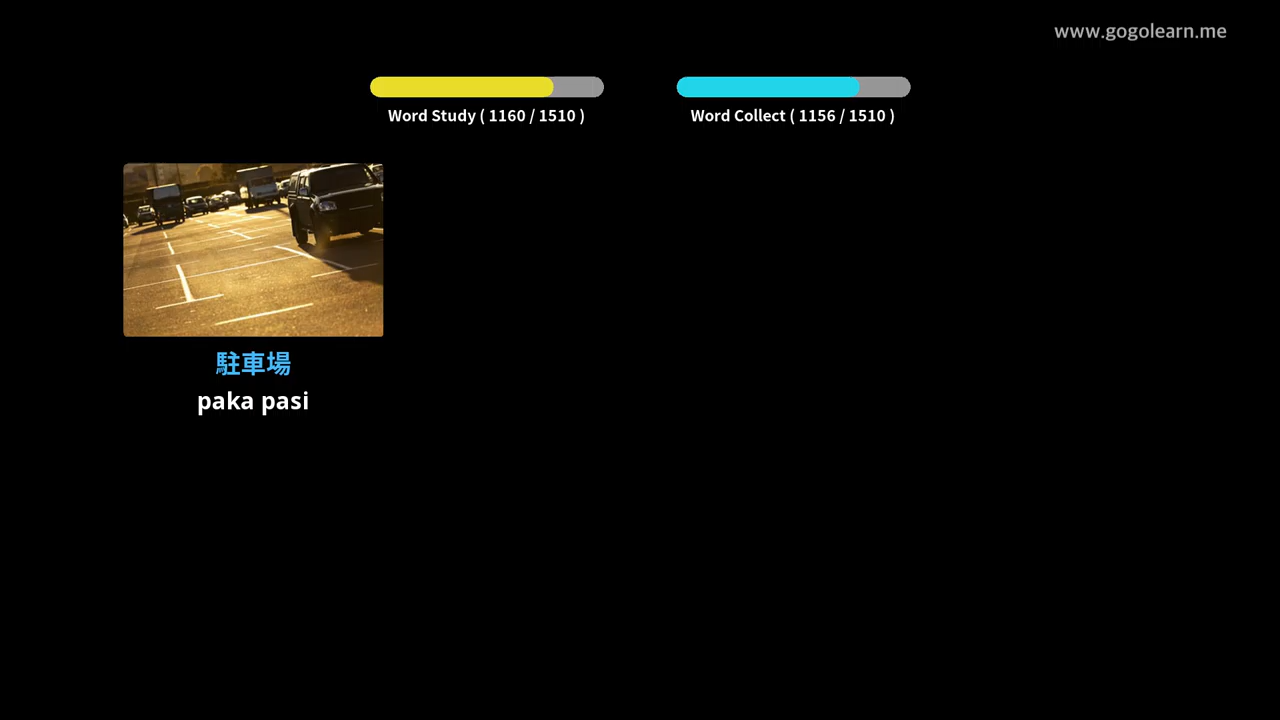 www.gogolearn.me
Word Study ( 1160 / 1510 )
Word Collect ( 1156 / 1510 )
駐車場
paka pasi